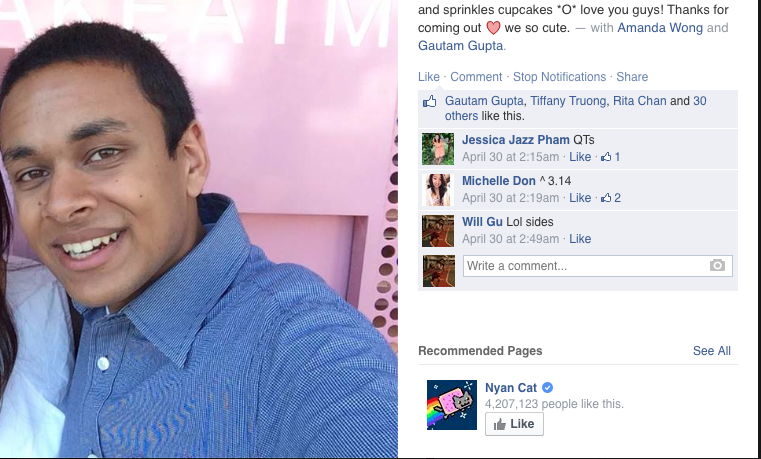 AKEATM
and sprinkles cupcakes *O* love you guys! Thanks for
coming out ❤ we so cute. — with Amanda Wong and
Gautam Gupta.
Like · Comment · Stop Notifications · Share
Gautam Gupta, Tiffany Truong, Rita Chan and 30
others like this.
Jessica Jazz Pham QTs
April 30 at 2:15am · Like · 1
Michelle Don ^ 3.14
April 30 at 2:19am · Like · 2
Will Gu Lol sides
April 30 at 2:49am · Like
Write a comment...
Recommended Pages See All
Nyan Cat
4,207,123 people like this.
Like